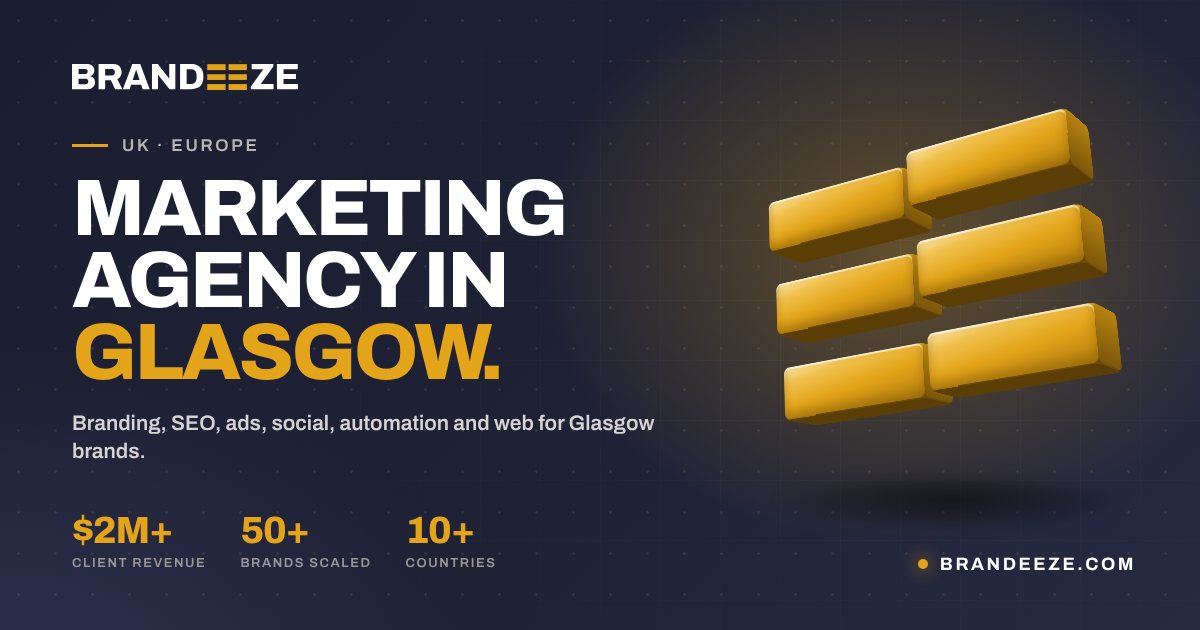 BRANDEEZE
UK · EUROPE
MARKETING
AGENCY IN
GLASGOW.
Branding, SEO, ads, social, automation and web for Glasgow
brands.
$2M+ 50+ 10+
CLIENT REVENUE BRANDS SCALED COUNTRIES
BRANDEEZE.COM